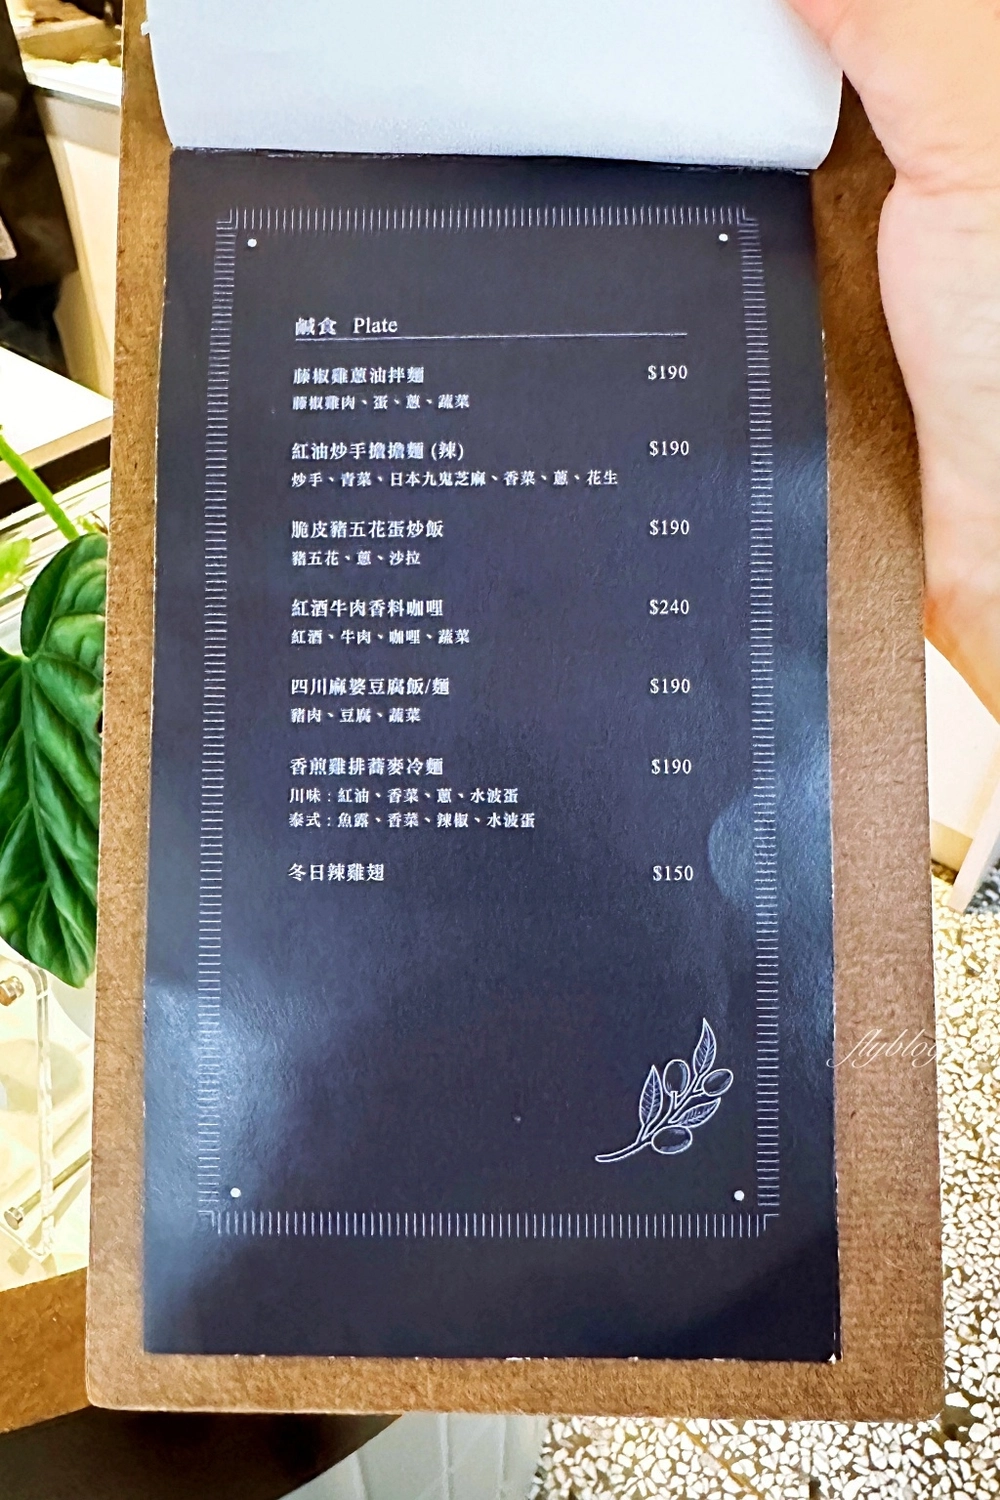 鹹食 Plate
藤椒雞蔥油拌麵 $190
藤椒雞肉、蛋、蔥、蔬菜
紅油炒手擔擔麵 (辣) $190
炒手、青菜、日本九鬼芝麻、香菜、蔥、花生
脆皮豬五花蛋炒飯 $190
豬五花、蔥、沙拉
紅酒牛肉香料咖哩 $240
紅酒、牛肉、咖哩、蔬菜
四川麻婆豆腐飯/麵 $190
豬肉、豆腐、蔬菜
香煎雞排蕎麥冷麵 $190
川味：紅油、香菜、蔥、水波蛋
泰式：魚露、香菜、辣椒、水波蛋
冬日辣雞翅 $150